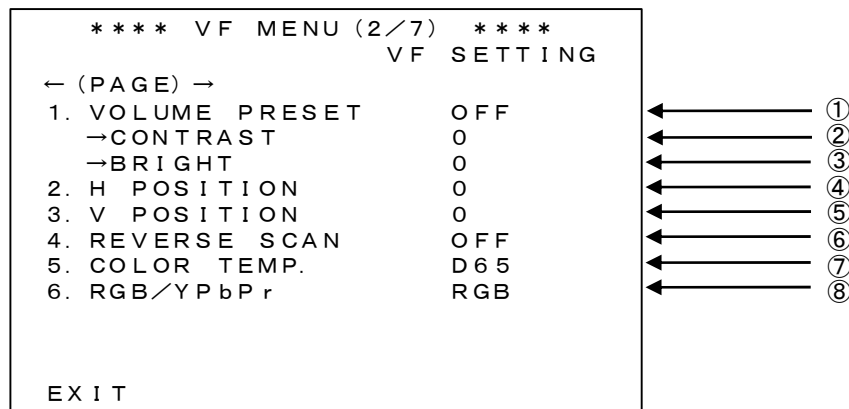 ＊＊＊＊ VF MENU（2／7） ＊＊＊＊
VF SETTING
←（PAGE）→
1. VOLUME PRESET OFF ①
→CONTRAST 0 ②
→BRIGHT 0 ③
2. H POSITION 0 ④
3. V POSITION 0 ⑤
4. REVERSE SCAN OFF ⑥
5. COLOR TEMP. D65 ⑦
6. RGB／YPbPr RGB ⑧
EXIT